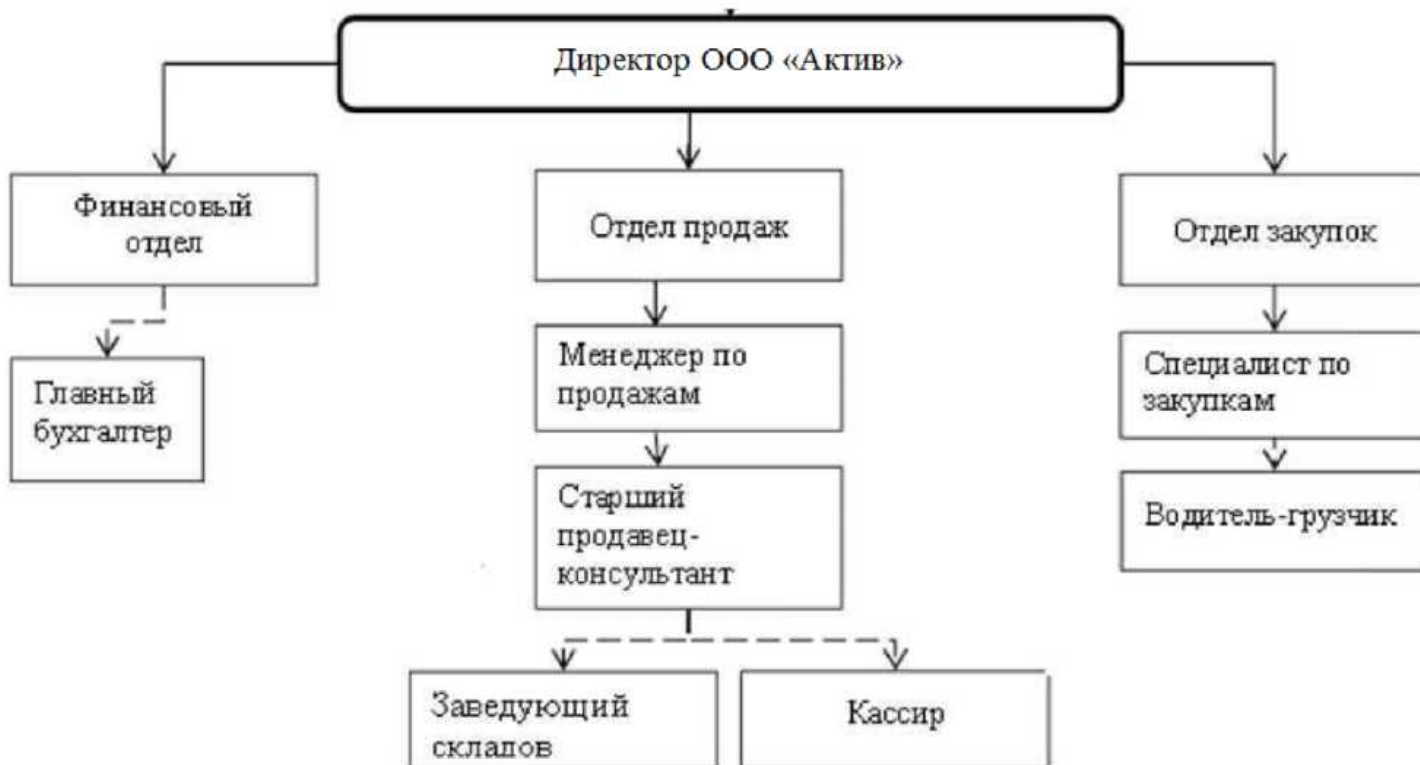 Директор ООО «Актив»
Финансовый
отдел
Отдел продаж
Отдел закупок
Главный
бухгалтер
Менеджер по
продажам
Специалист по
закупкам
Старший
продавец-
консультант
Водитель-грузчик
Заведующий
складов
Кассир